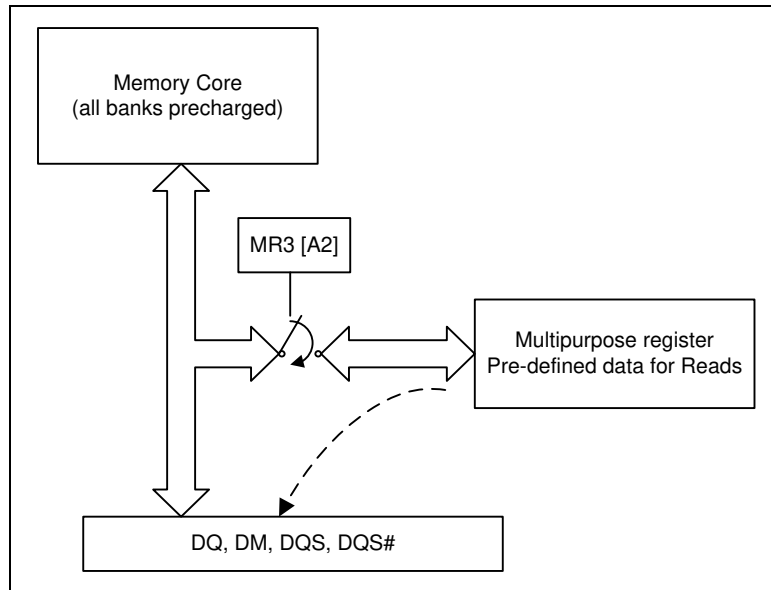 Memory Core
(all banks precharged)
MR3 [A2]
Multipurpose register
Pre-defined data for Reads
DQ, DM, DQS, DQS#